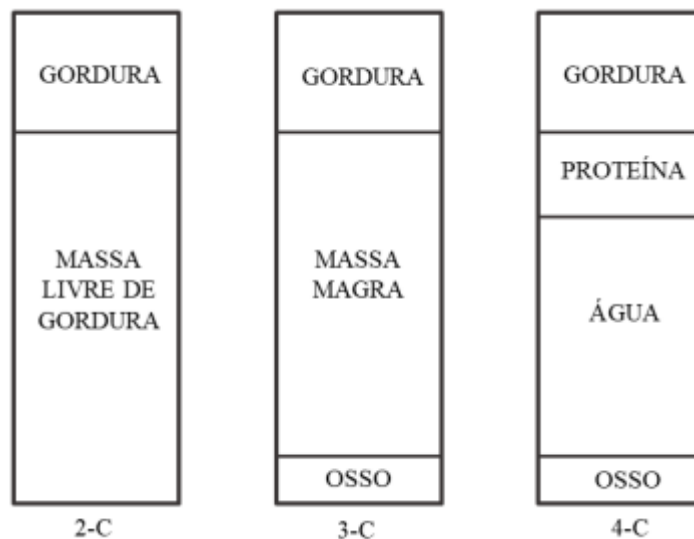 GORDURA
MASSA
LIVRE DE
GORDURA
2-C
GORDURA
MASSA
MAGRA
OSSO
3-C
GORDURA
PROTEÍNA
ÁGUA
OSSO
4-C